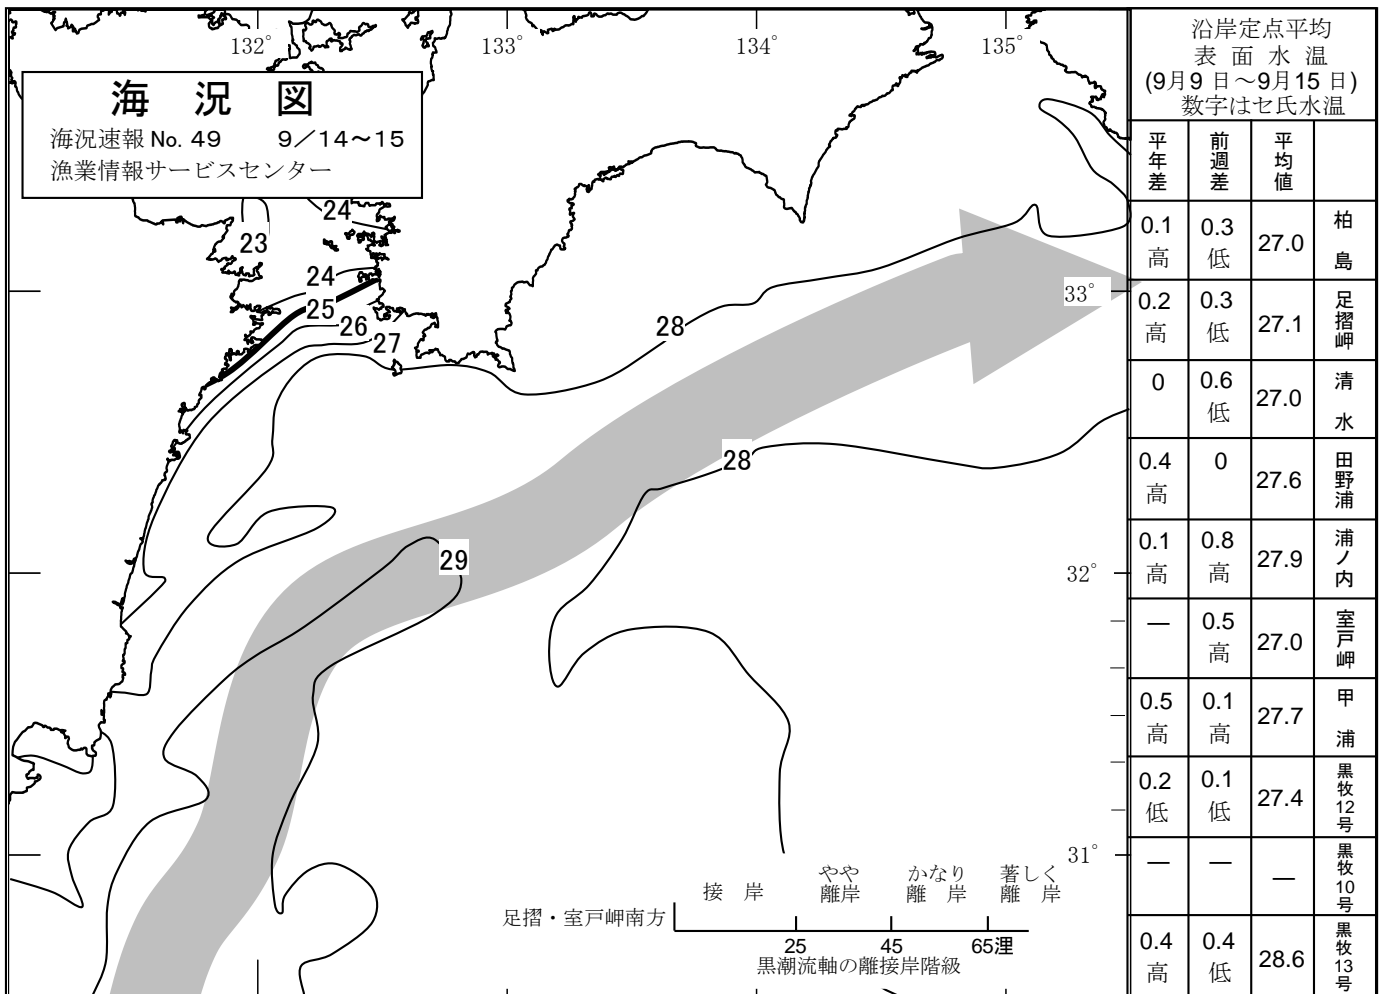 海 況 図
海況速報 No. 49 9／14～15
漁業情報サービスセンター
132° 133° 134° 135°
24
23
24
25
26
27
28
33°
28
29
32°
31°
接 岸 やや離岸 かなり離岸 著しく離岸
足摺・室戸岬南方
25 45 65浬
黒潮流軸の離接岸階級
沿岸定点平均
表 面 水 温
(9月9 日～9月15 日)
数字はセ氏水温
平年差 前週差 平均値
0.1高 0.3低 27.0 柏島
0.2高 0.3低 27.1 足摺岬
0 0.6低 27.0 清水
0.4高 0 27.6 田野浦
0.1高 0.8高 27.9 浦ノ内
— 0.5高 27.0 室戸岬
0.5高 0.1高 27.7 甲浦
0.2低 0.1低 27.4 黒牧12号
— — — 黒牧10号
0.4高 0.4低 28.6 黒牧13号